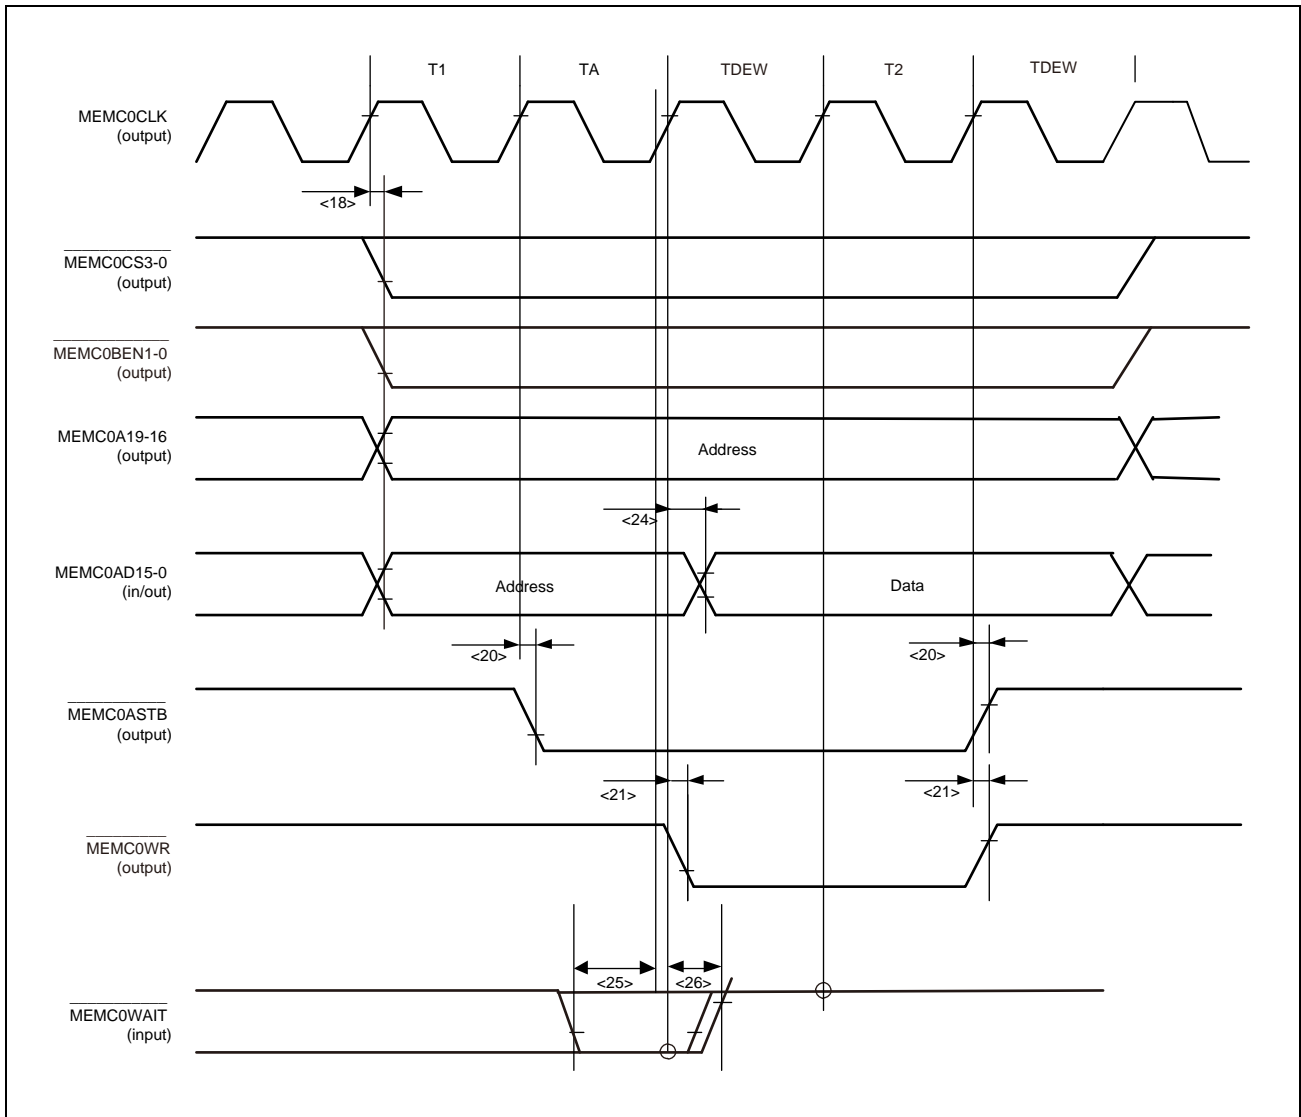 T1 TA TDEW T2 TDEW
MEMC0CLK
(output)
<18>
MEMC0CS3-0
(output)
MEMC0BEN1-0
(output)
MEMC0A19-16
(output)
Address
<24>
MEMC0AD15-0
(in/out)
Address Data
<20> <20>
MEMC0ASTB
(output)
<21> <21>
MEMC0WR
(output)
<25> <26>
MEMC0WAIT
(input)